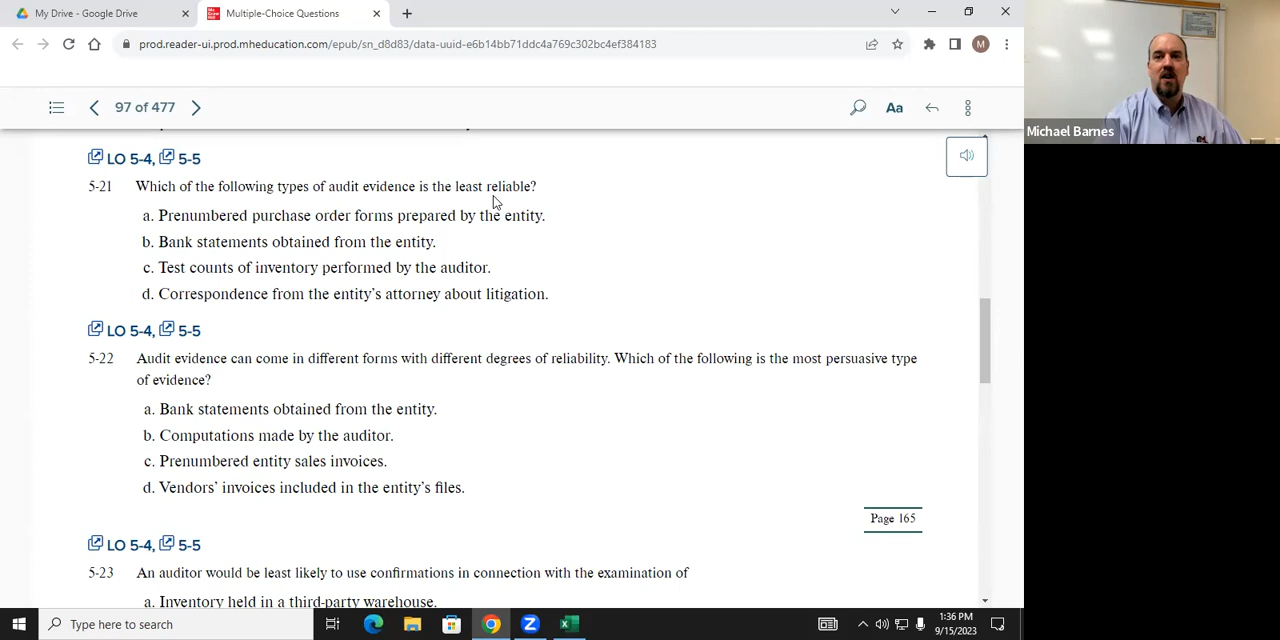 My Drive - Google Drive
Multiple-Choice Questions
prod.reader-ui.prod.mheducation.com/epub/sn_d8d83/data-uuid-e6b14bb71ddc4a769c302bc4ef384183
M
97 of 477
Aa
Michael Barnes
LO 5-4, 5-5
5-21 Which of the following types of audit evidence is the least reliable?
a. Prenumbered purchase order forms prepared by the entity.
b. Bank statements obtained from the entity.
c. Test counts of inventory performed by the auditor.
d. Correspondence from the entity's attorney about litigation.
LO 5-4, 5-5
5-22 Audit evidence can come in different forms with different degrees of reliability. Which of the following is the most persuasive type
of evidence?
a. Bank statements obtained from the entity.
b. Computations made by the auditor.
c. Prenumbered entity sales invoices.
d. Vendors' invoices included in the entity's files.
Page 165
LO 5-4, 5-5
5-23 An auditor would be least likely to use confirmations in connection with the examination of
a. Inventory held in a third-party warehouse.
Type here to search
1:36 PM
9/15/2023